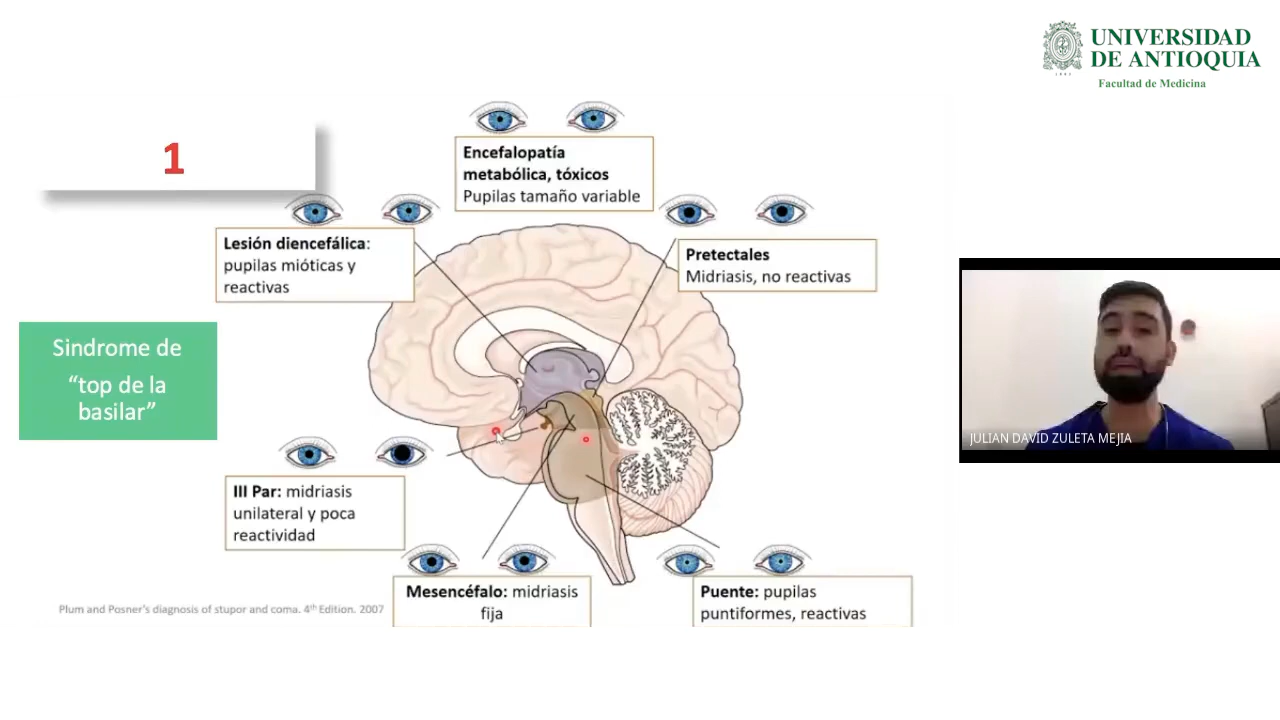 UNIVERSIDAD
DE ANTIOQUIA
Facultad de Medicina
1
Encefalopatía
metabólica, tóxicos
Pupilas tamaño variable
Lesión diencefálica:
pupilas mióticas y
reactivas
Pretectales
Midriasis, no reactivas
Sindrome de
“top de la
basilar”
JULIAN DAVID ZULETA MEJIA
III Par: midriasis
unilateral y poca
reactividad
Mesencéfalo: midriasis
fija
Puente: pupilas
puntiformes, reactivas
Plum and Posner's diagnosis of stupor and coma. 4th Edition. 2007